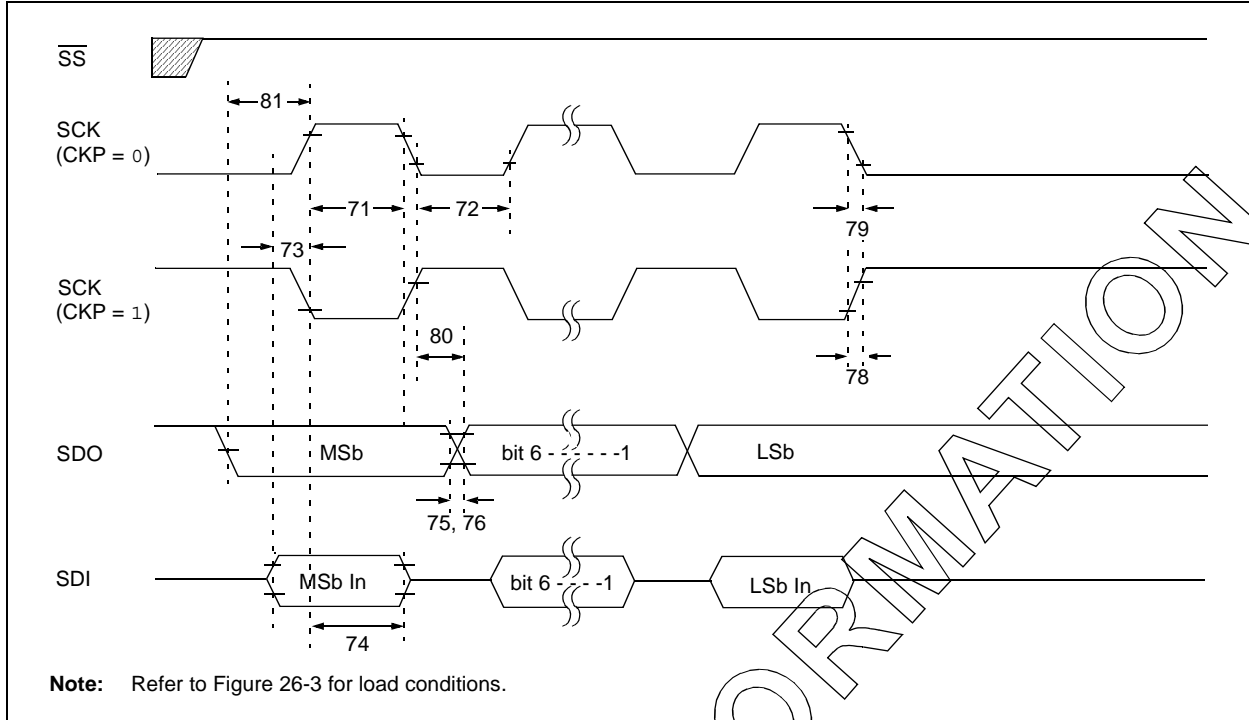 SS
81
SCK
(CKP = 0)
71
72
79
73
SCK
(CKP = 1)
80
78
SDO
MSb
bit 6 - - - - - -1
LSb
75, 76
SDI
MSb In
bit 6 - - - -1
LSb In
74
Note: Refer to Figure 26-3 for load conditions.
ORMATION